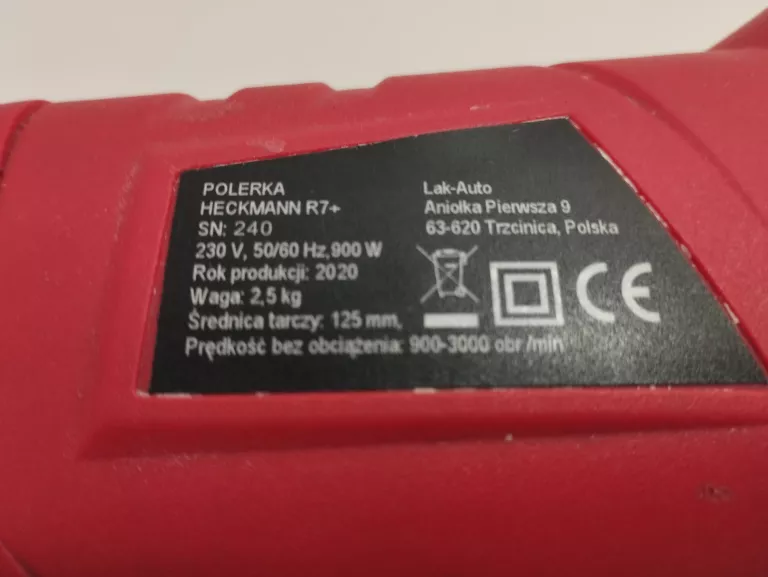 POLERKA
HECKMANN R7+
SN: 240
230 V, 50/60 Hz,900 W
Rok produkcji: 2020
Waga: 2,5 kg
Średnica tarczy: 125 mm,
Prędkość bez obciążenia: 900-3000 obr /min
Lak-Auto
Aniołka Pierwsza 9
63-620 Trzcinica, Polska
CE